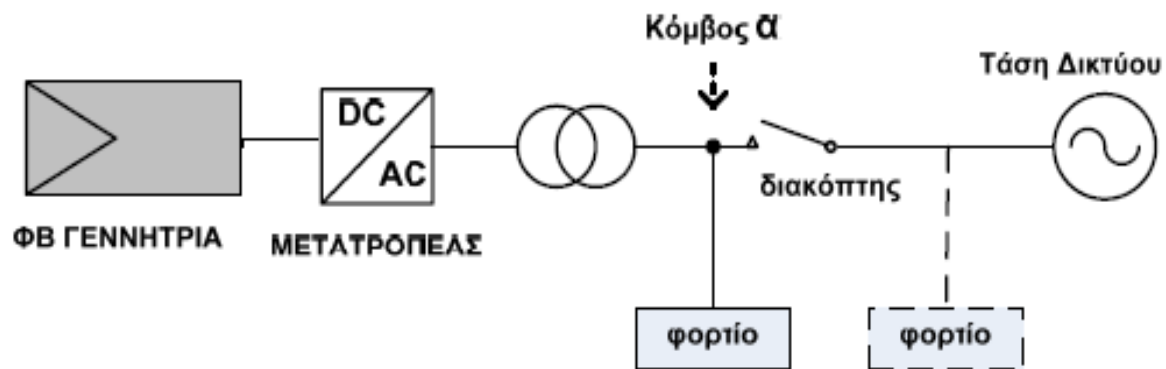 Κόμβος α
Τάση Δικτύου
DC
AC
διακόπτης
ΦΒ ΓΕΝΝΗΤΡΙΑ
ΜΕΤΑΤΡΟΠΕΑΣ
φορτίο
φορτίο